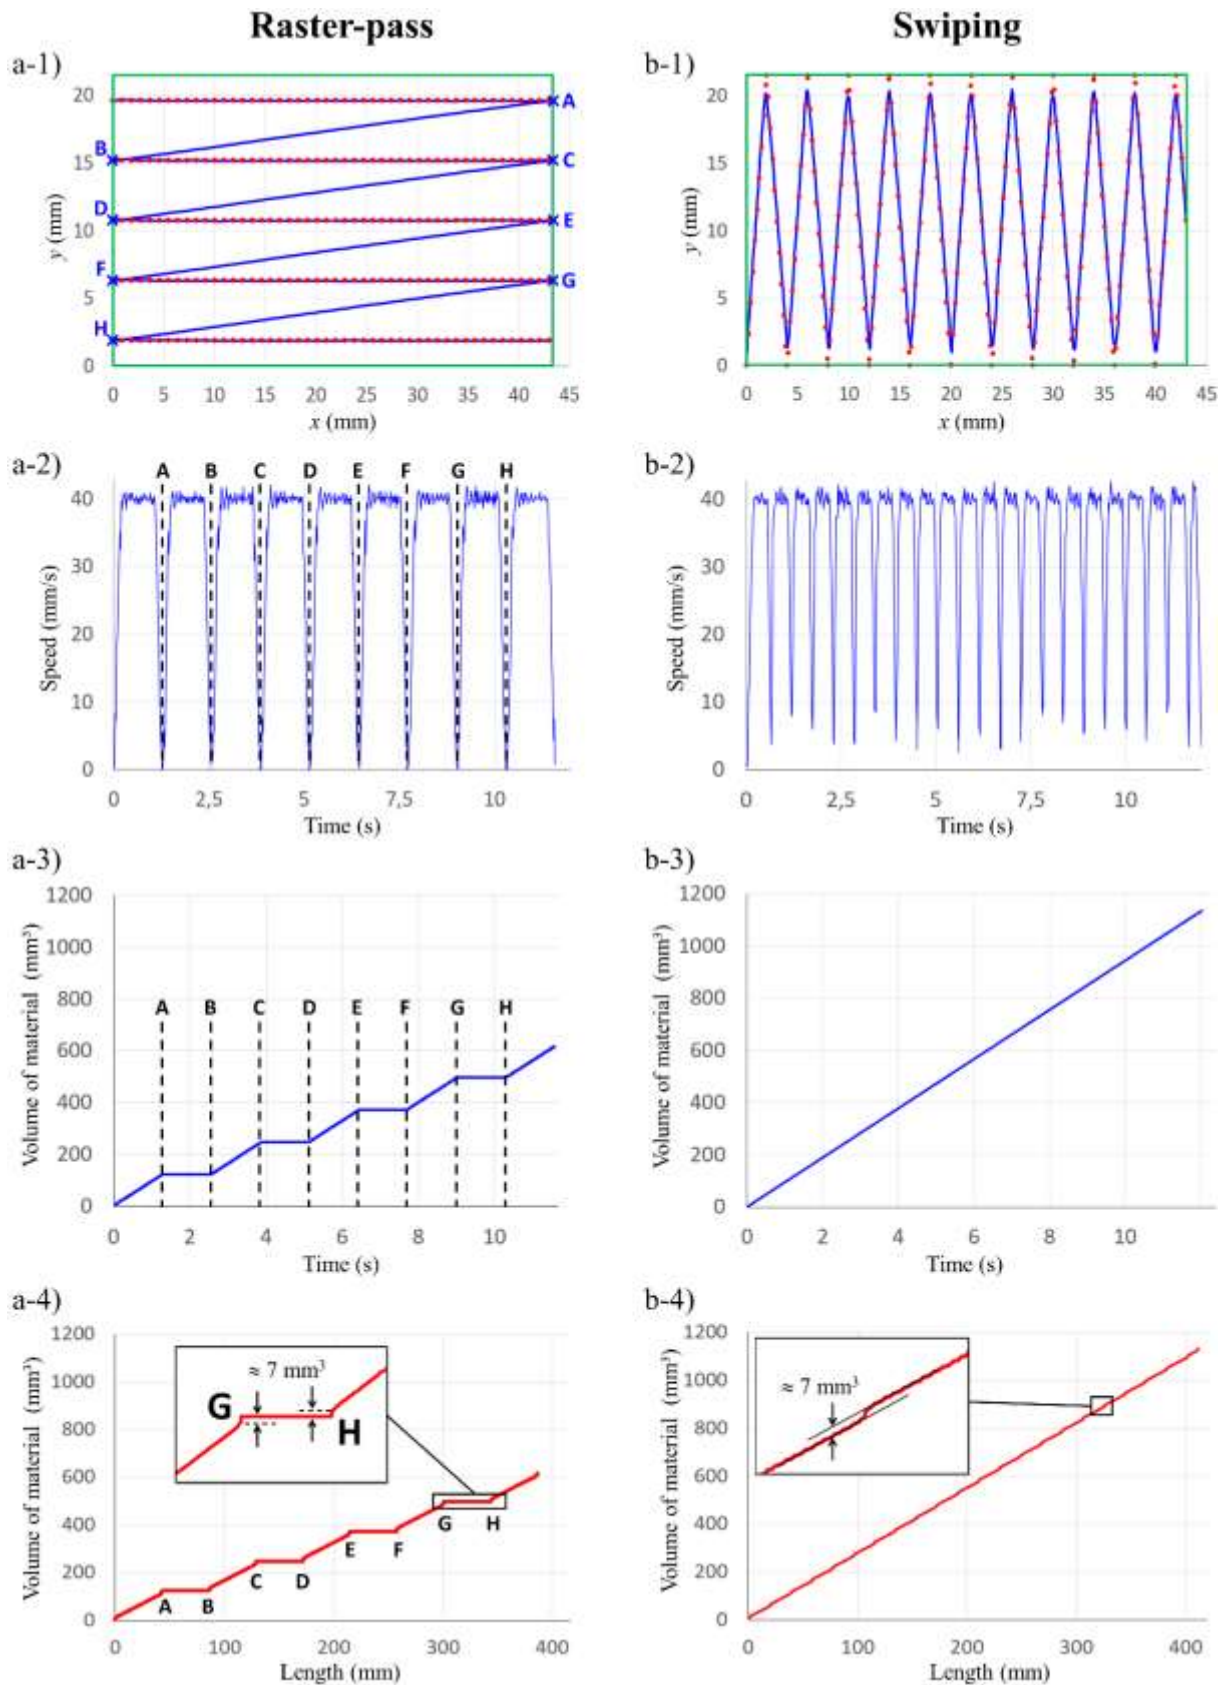 Raster-pass
Swiping
a-1)
20
15
10
5
0
y (mm)
A
B
C
D
E
F
G
H
0 5 10 15 20 25 30 35 40 45
x (mm)
b-1)
20
15
10
5
0
y (mm)
0 5 10 15 20 25 30 35 40 45
x (mm)
a-2)
A B C D E F G H
40
30
20
10
0
Speed (mm/s)
0 2,5 5 7,5 10
Time (s)
b-2)
40
30
20
10
0
Speed (mm/s)
0 2,5 5 7,5 10
Time (s)
a-3)
1200
1000
800
600
400
200
0
Volume of material (mm³)
A B C D E F G H
0 2 4 6 8 10
Time (s)
b-3)
1200
1000
800
600
400
200
0
Volume of material (mm³)
0 2 4 6 8 10
Time (s)
a-4)
1200
1000
800
600
400
200
0
Volume of material (mm³)
≈ 7 mm³
G
H
A B C D E F G H
0 100 200 300 400
Length (mm)
b-4)
1200
1000
800
600
400
200
0
Volume of material (mm³)
≈ 7 mm³
0 100 200 300 400
Length (mm)